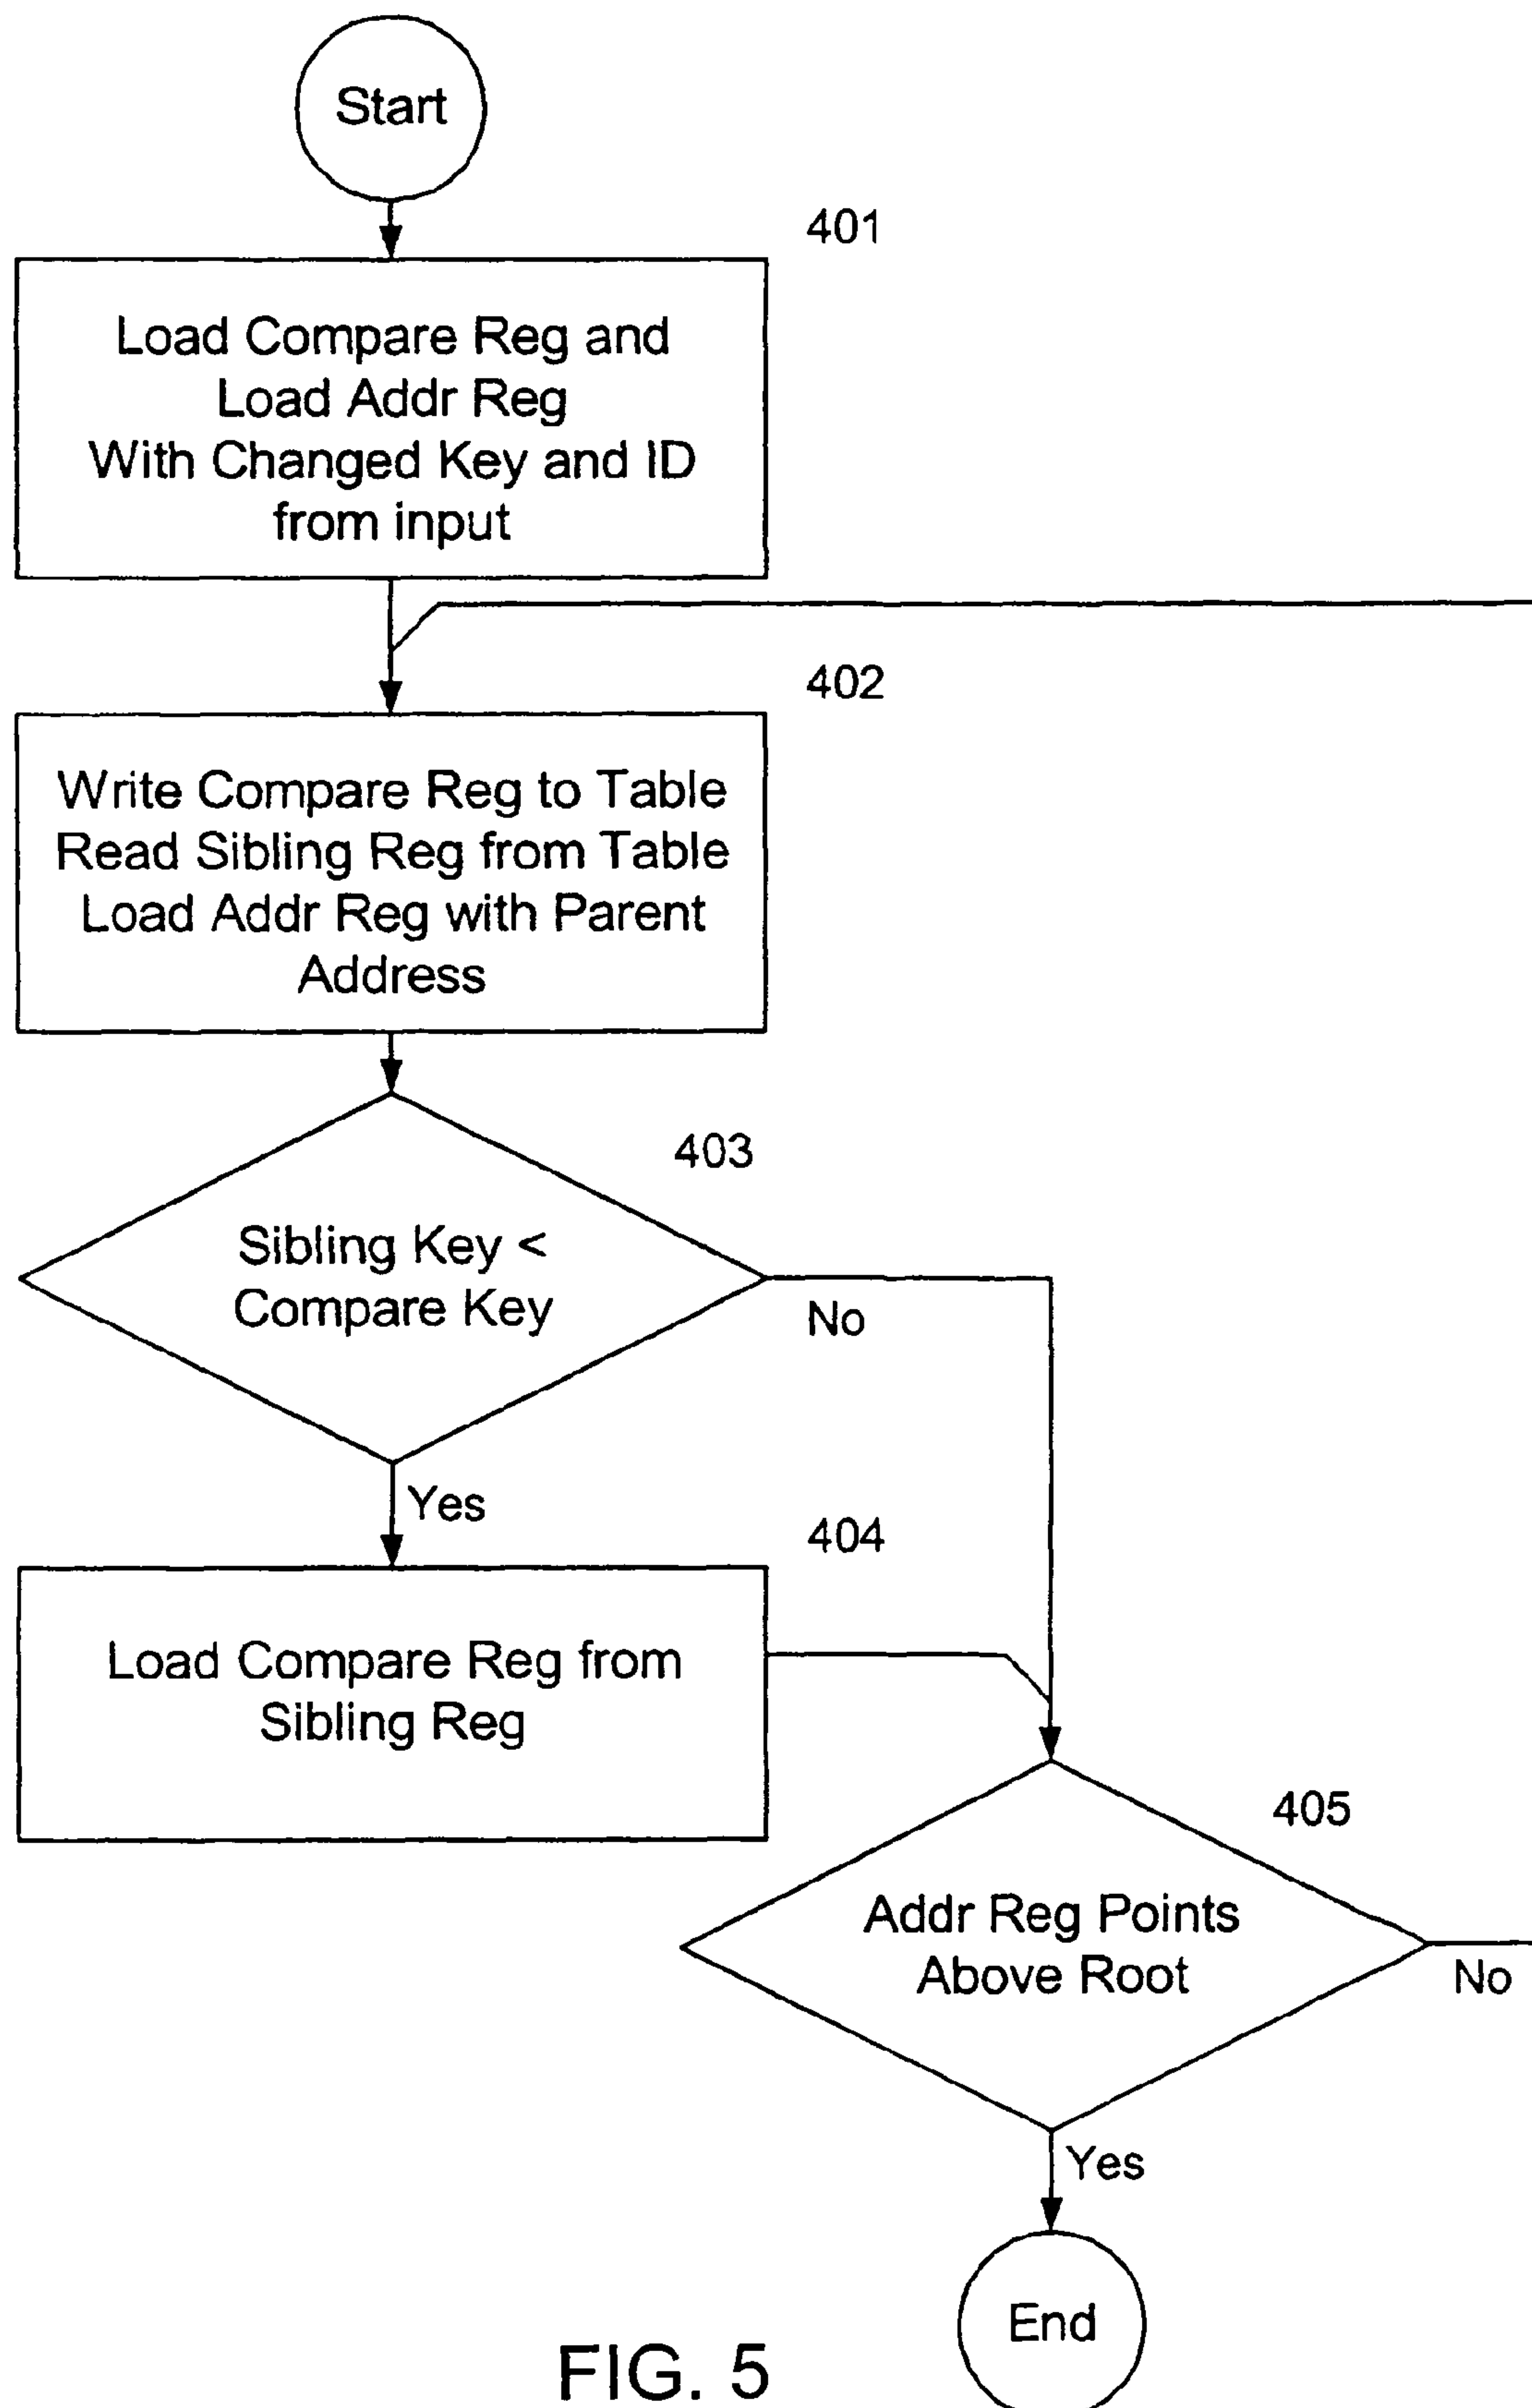 Start
401
Load Compare Reg and
Load Addr Reg
With Changed Key and ID
from input
402
Write Compare Reg to Table
Read Sibling Reg from Table
Load Addr Reg with Parent
Address
403
Sibling Key <
Compare Key
No
Yes
404
Load Compare Reg from
Sibling Reg
405
Addr Reg Points
Above Root
No
Yes
End
FIG. 5